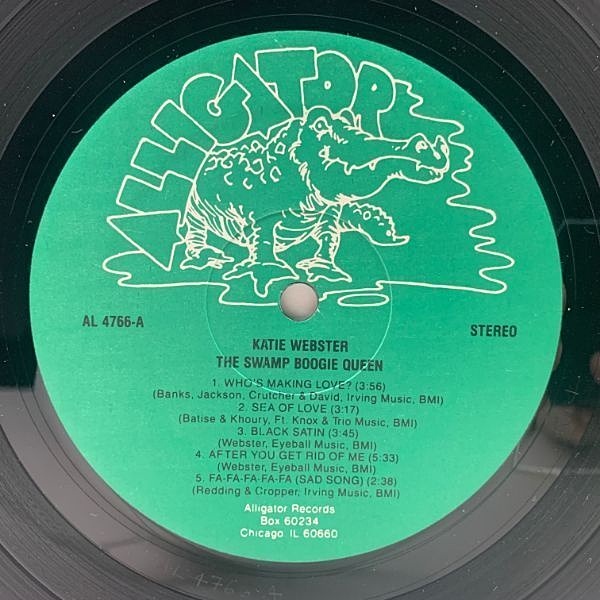 ALLIGATOR
AL 4766-A
STEREO
KATIE WEBSTER
THE SWAMP BOOGIE QUEEN
1. WHO'S MAKING LOVE? (3:56)
(Banks, Jackson, Crutcher & David, Irving Music, BMI)
2. SEA OF LOVE (3:17)
(Batise & Khoury, Ft. Knox & Trio Music, BMI)
3. BLACK SATIN (3:45)
(Webster, Eyeball Music, BMI)
4. AFTER YOU GET RID OF ME (5:33)
(Webster, Eyeball Music, BMI)
5. FA-FA-FA-FA-FA (SAD SONG) (2:38)
(Redding & Cropper, Irving Music, BMI)
Alligator Records
Box 60234
Chicago IL 60660